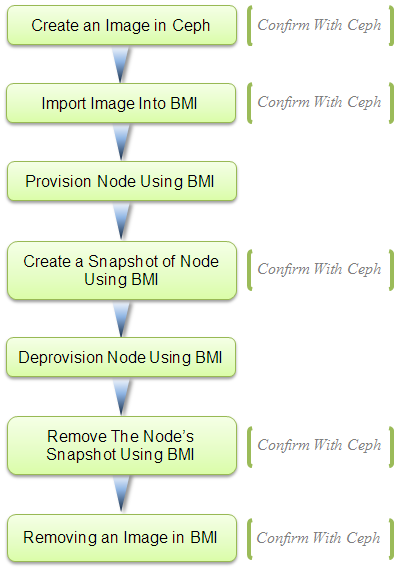 Create an Image in Ceph
Confirm With Ceph
Import Image Into BMI
Confirm With Ceph
Provision Node Using BMI
Create a Snapshot of Node
Using BMI
Confirm With Ceph
Deprovision Node Using BMI
Remove The Node’s
Snapshot Using BMI
Confirm With Ceph
Removing an Image in BMI
Confirm With Ceph